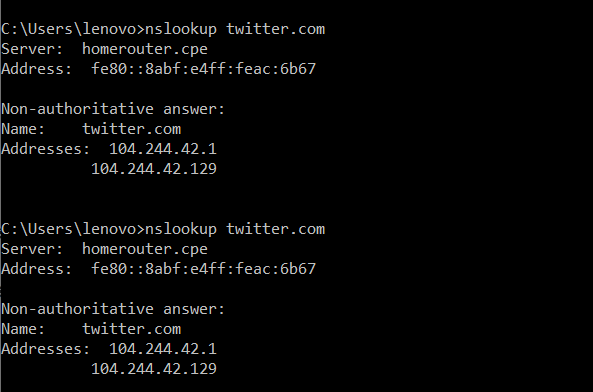 C:\Users\lenovo>nslookup twitter.com
Server:  homerouter.cpe
Address:  fe80::8abf:e4ff:feac:6b67

Non-authoritative answer:
Name:    twitter.com
Addresses:  104.244.42.1
          104.244.42.129

C:\Users\lenovo>nslookup twitter.com
Server:  homerouter.cpe
Address:  fe80::8abf:e4ff:feac:6b67

Non-authoritative answer:
Name:    twitter.com
Addresses:  104.244.42.1
          104.244.42.129